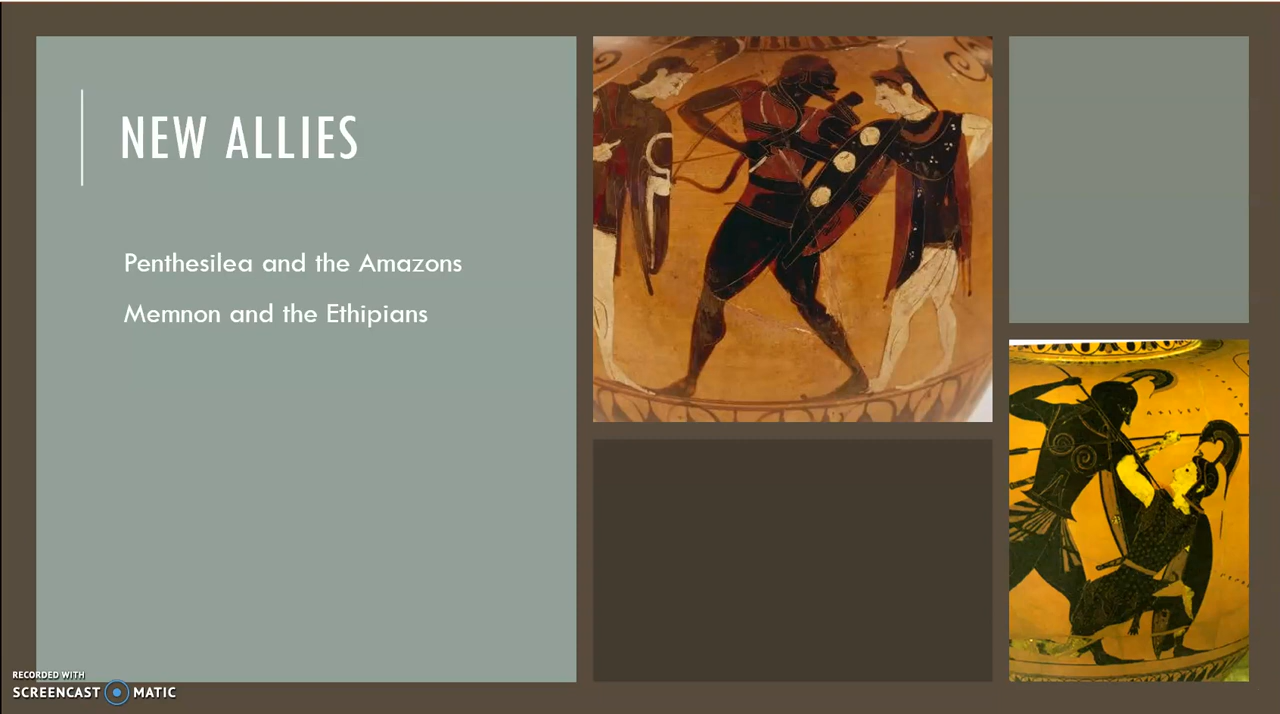 NEW ALLIES
Penthesilea and the Amazons
Memnon and the Ethipians
RECORDED WITH
SCREENCAST MATIC